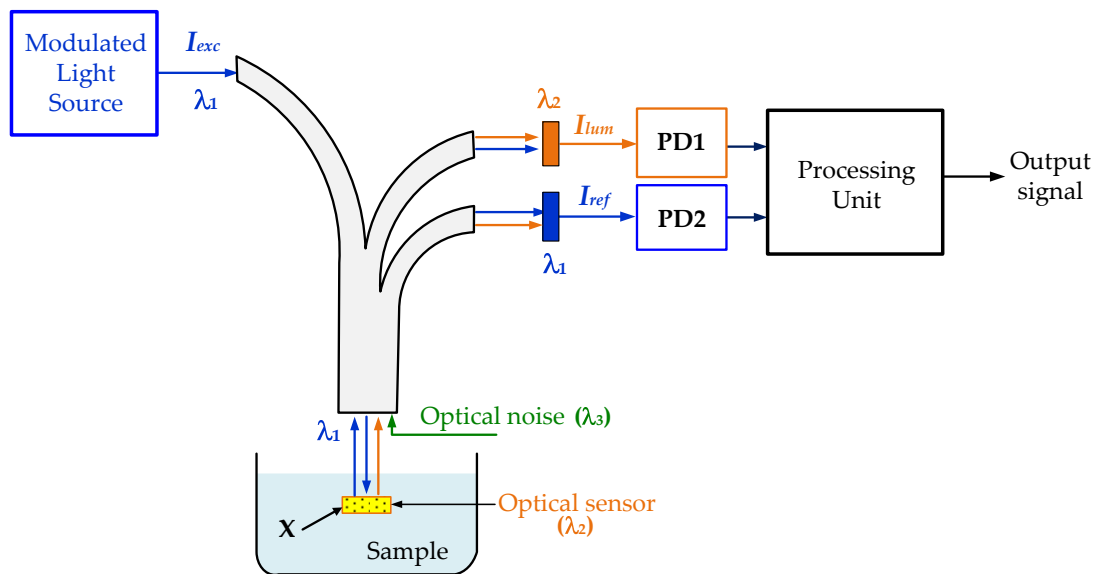 Modulated
Light
Source
Iexc
λ1
λ2
Ilum
PD1
Iref
PD2
λ1
Processing
Unit
Output
signal
Optical noise (λ3)
λ1
Optical sensor
(λ2)
X
Sample